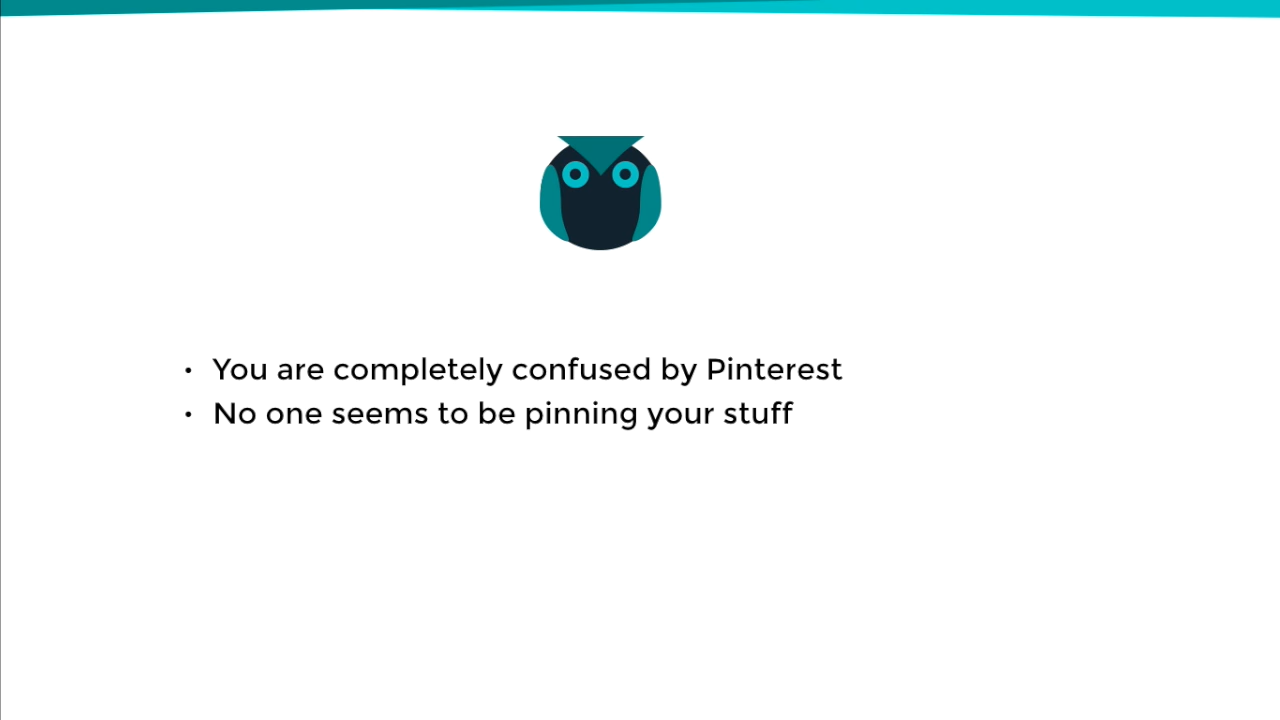 • You are completely confused by Pinterest
• No one seems to be pinning your stuff